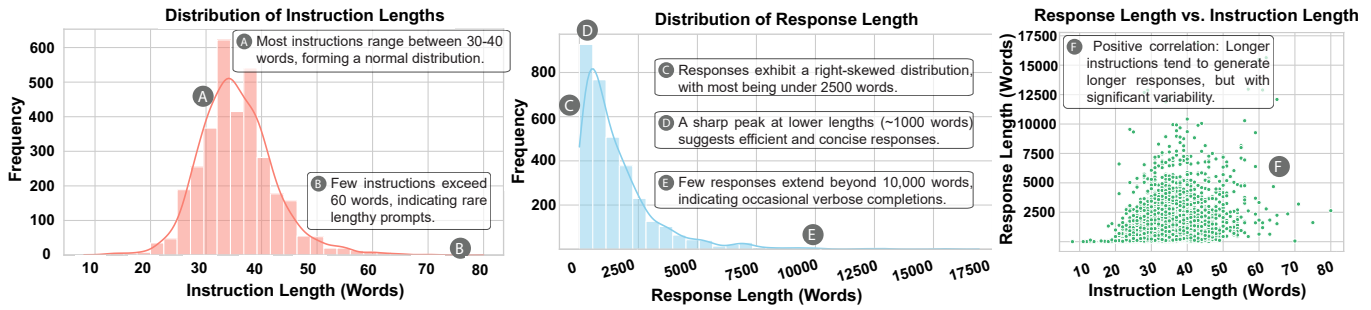 Distribution of Instruction Lengths
Frequency
600
500
400
300
200
100
0
A Most instructions range between 30-40
words, forming a normal distribution.
A
B Few instructions exceed
60 words, indicating rare
lengthy prompts.
B
10 20 30 40 50 60 70 80
Instruction Length (Words)
Distribution of Response Length
Frequency
800
600
400
200
D
C
C Responses exhibit a right-skewed distribution,
with most being under 2500 words.
D A sharp peak at lower lengths (~1000 words)
suggests efficient and concise responses.
E Few responses extend beyond 10,000 words,
indicating occasional verbose completions.
E
0 2500 5000 7500 10000 12500 15000 17500
Response Length (Words)
Response Length vs. Instruction Length
Response Length (Words)
17500
15000
12500
10000
7500
5000
2500
F Positive correlation: Longer
instructions tend to generate
longer responses, but with
significant variability.
F
10 20 30 40 50 60 70 80
Instruction Length (Words)